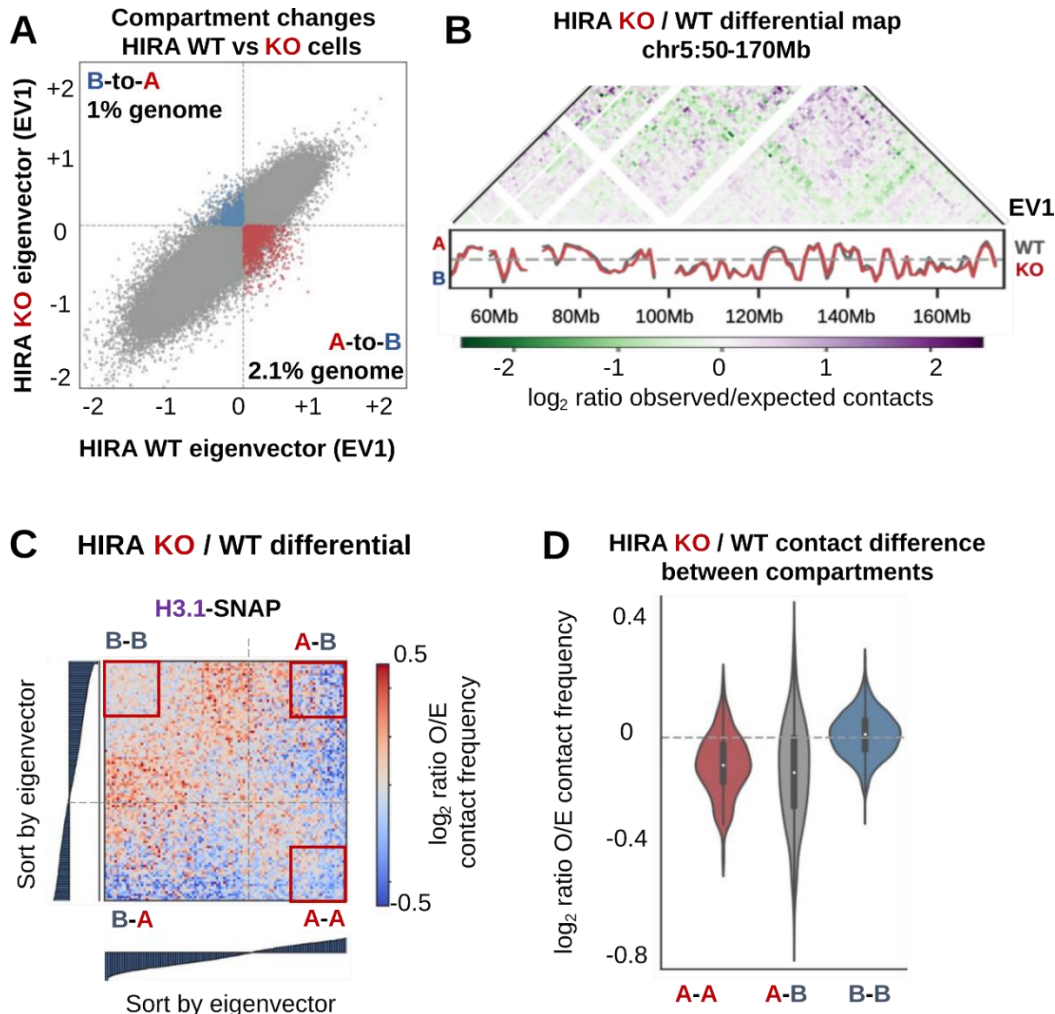 A
Compartment changes
HIRA WT vs KO cells
B-to-A
1% genome
A-to-B
2.1% genome
+2
+1
0
-1
-2
HIRA KO eigenvector (EV1)
-2 -1 0 +1 +2
HIRA WT eigenvector (EV1)
B
HIRA KO / WT differential map
chr5:50-170Mb
EV1
A
B
WT
KO
60Mb 80Mb 100Mb 120Mb 140Mb 160Mb
-2 -1 0 1 2
log₂ ratio observed/expected contacts
C
HIRA KO / WT differential
H3.1-SNAP
B-B A-B
B-A A-A
Sort by eigenvector
Sort by eigenvector
0.5
-0.5
log₂ ratio O/E
contact frequency
D
HIRA KO / WT contact difference
between compartments
0.4
0
-0.4
-0.8
log₂ ratio O/E contact frequency
A-A A-B B-B